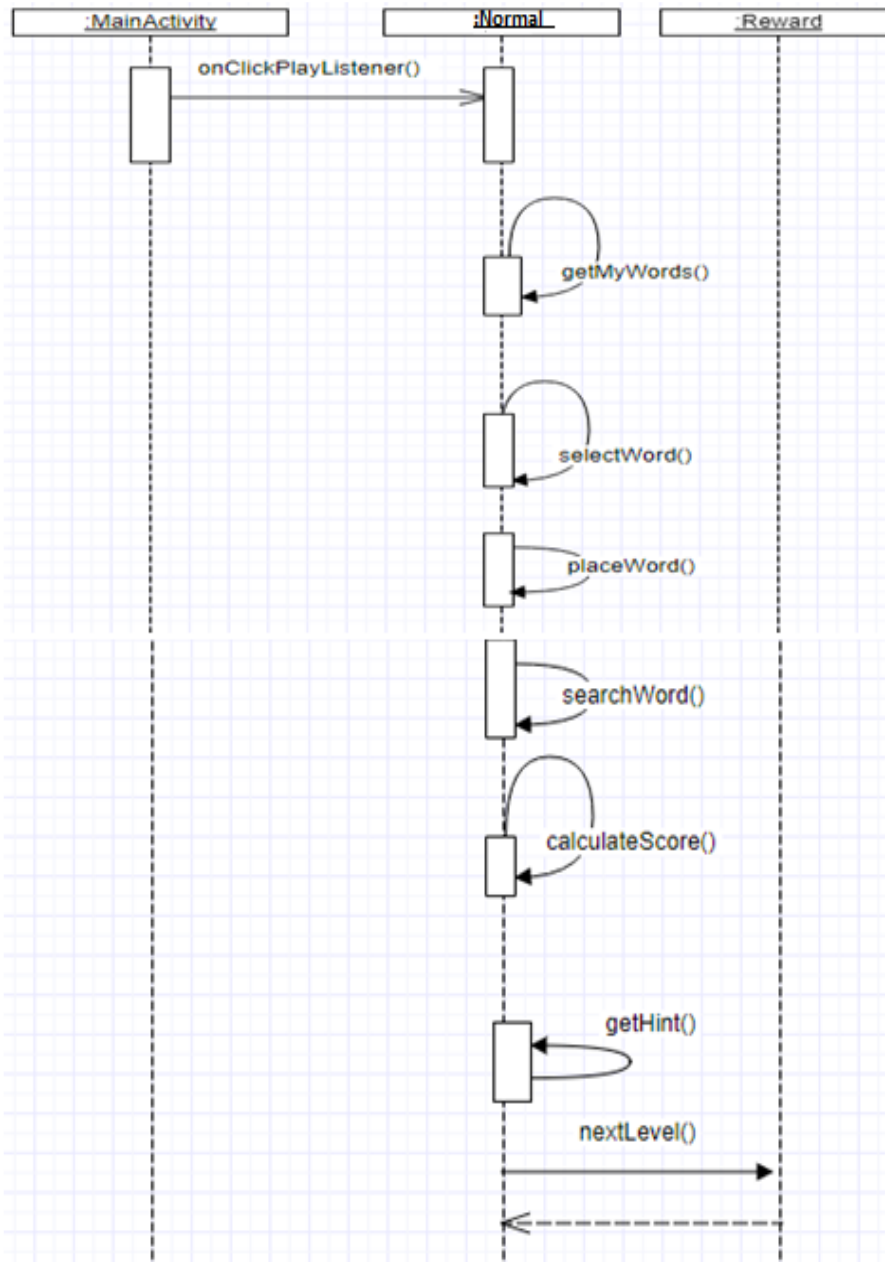 :MainActivity
:Normal
:Reward
onClickPlayListener()
getMyWords()
selectWord()
placeWord()
searchWord()
calculateScore()
getHint()
nextLevel()